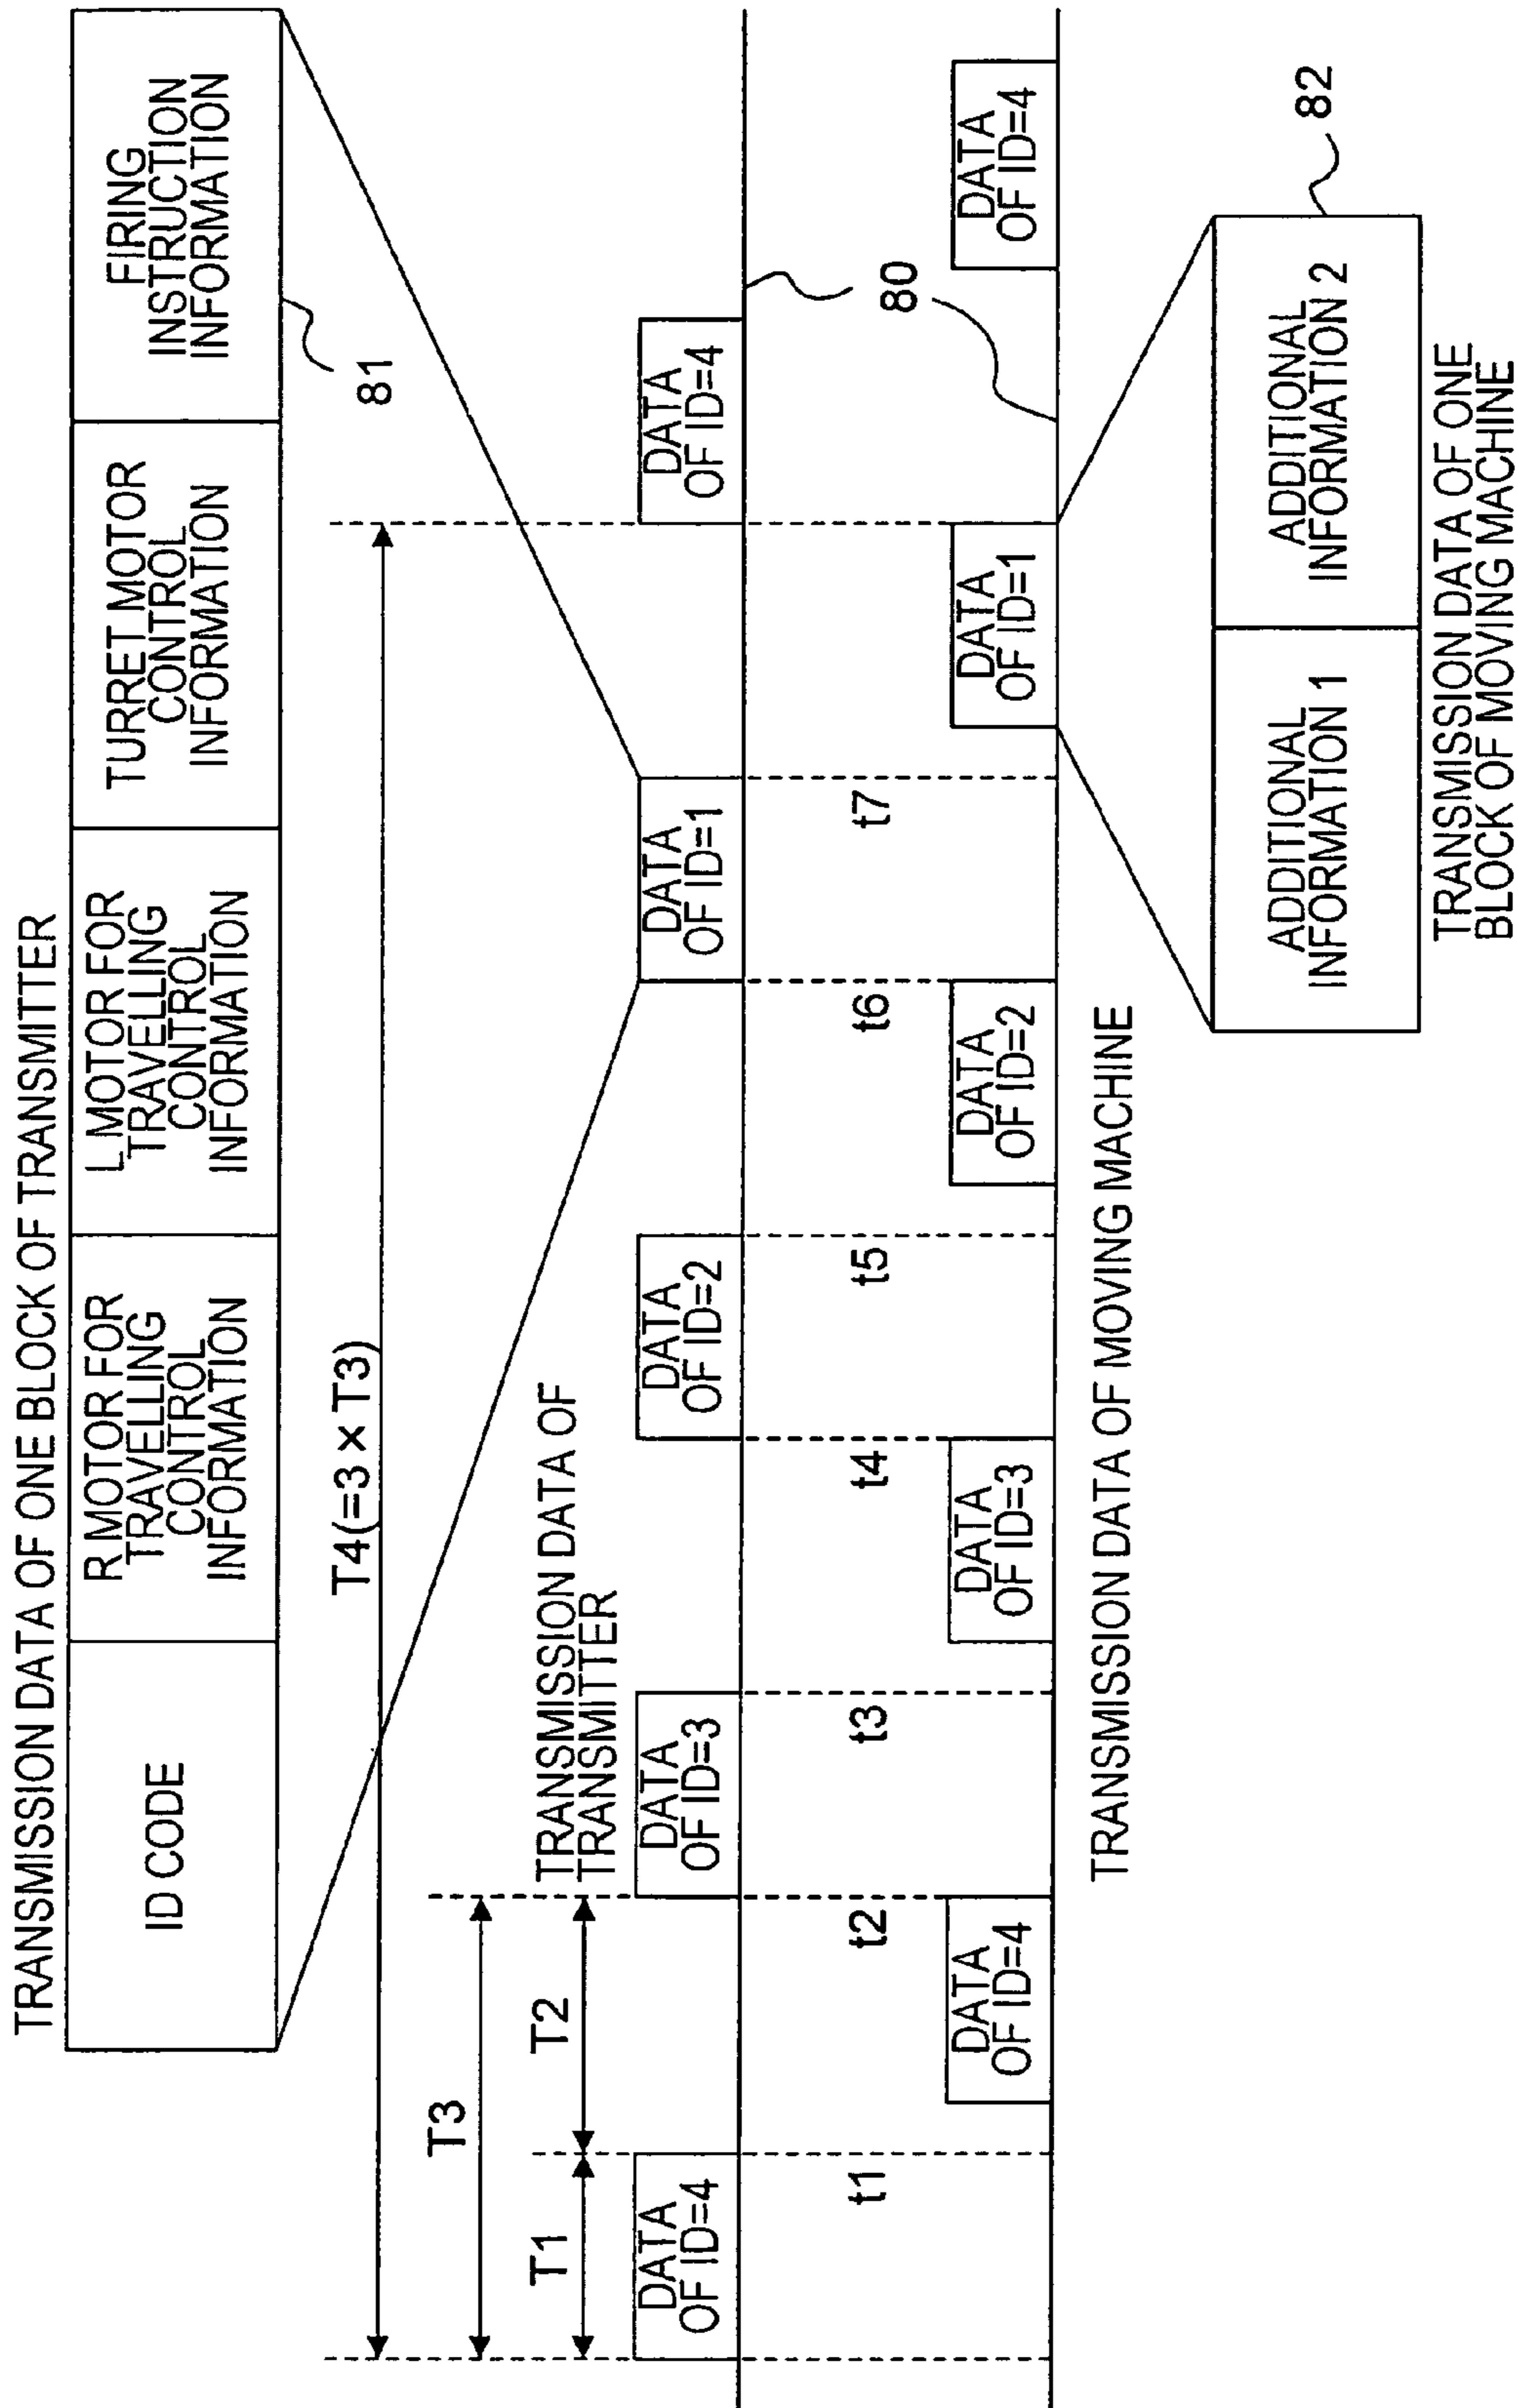 TRANSMISSION DATA OF ONE BLOCK OF TRANSMITTER
ID CODE
R MOTOR FOR
TRAVELLING
CONTROL
INFORMATION
L MOTOR FOR
TRAVELLING
CONTROL
INFORMATION
TURRET MOTOR
CONTROL
INFORMATION
FIRING
INSTRUCTION
INFORMATION
81
T4(=3 × T3)
T3
T1
T2
TRANSMISSION DATA OF
TRANSMITTER
DATA
OF ID=4
DATA
OF ID=3
DATA
OF ID=2
DATA
OF ID=1
DATA
OF ID=4
80
t1
t2
t3
t4
t5
t6
t7
DATA
OF ID=4
DATA
OF ID=3
DATA
OF ID=2
DATA
OF ID=1
DATA
OF ID=4
TRANSMISSION DATA OF MOVING MACHINE
ADDITIONAL
INFORMATION 1
ADDITIONAL
INFORMATION 2
82
TRANSMISSION DATA OF ONE
BLOCK OF MOVING MACHINE